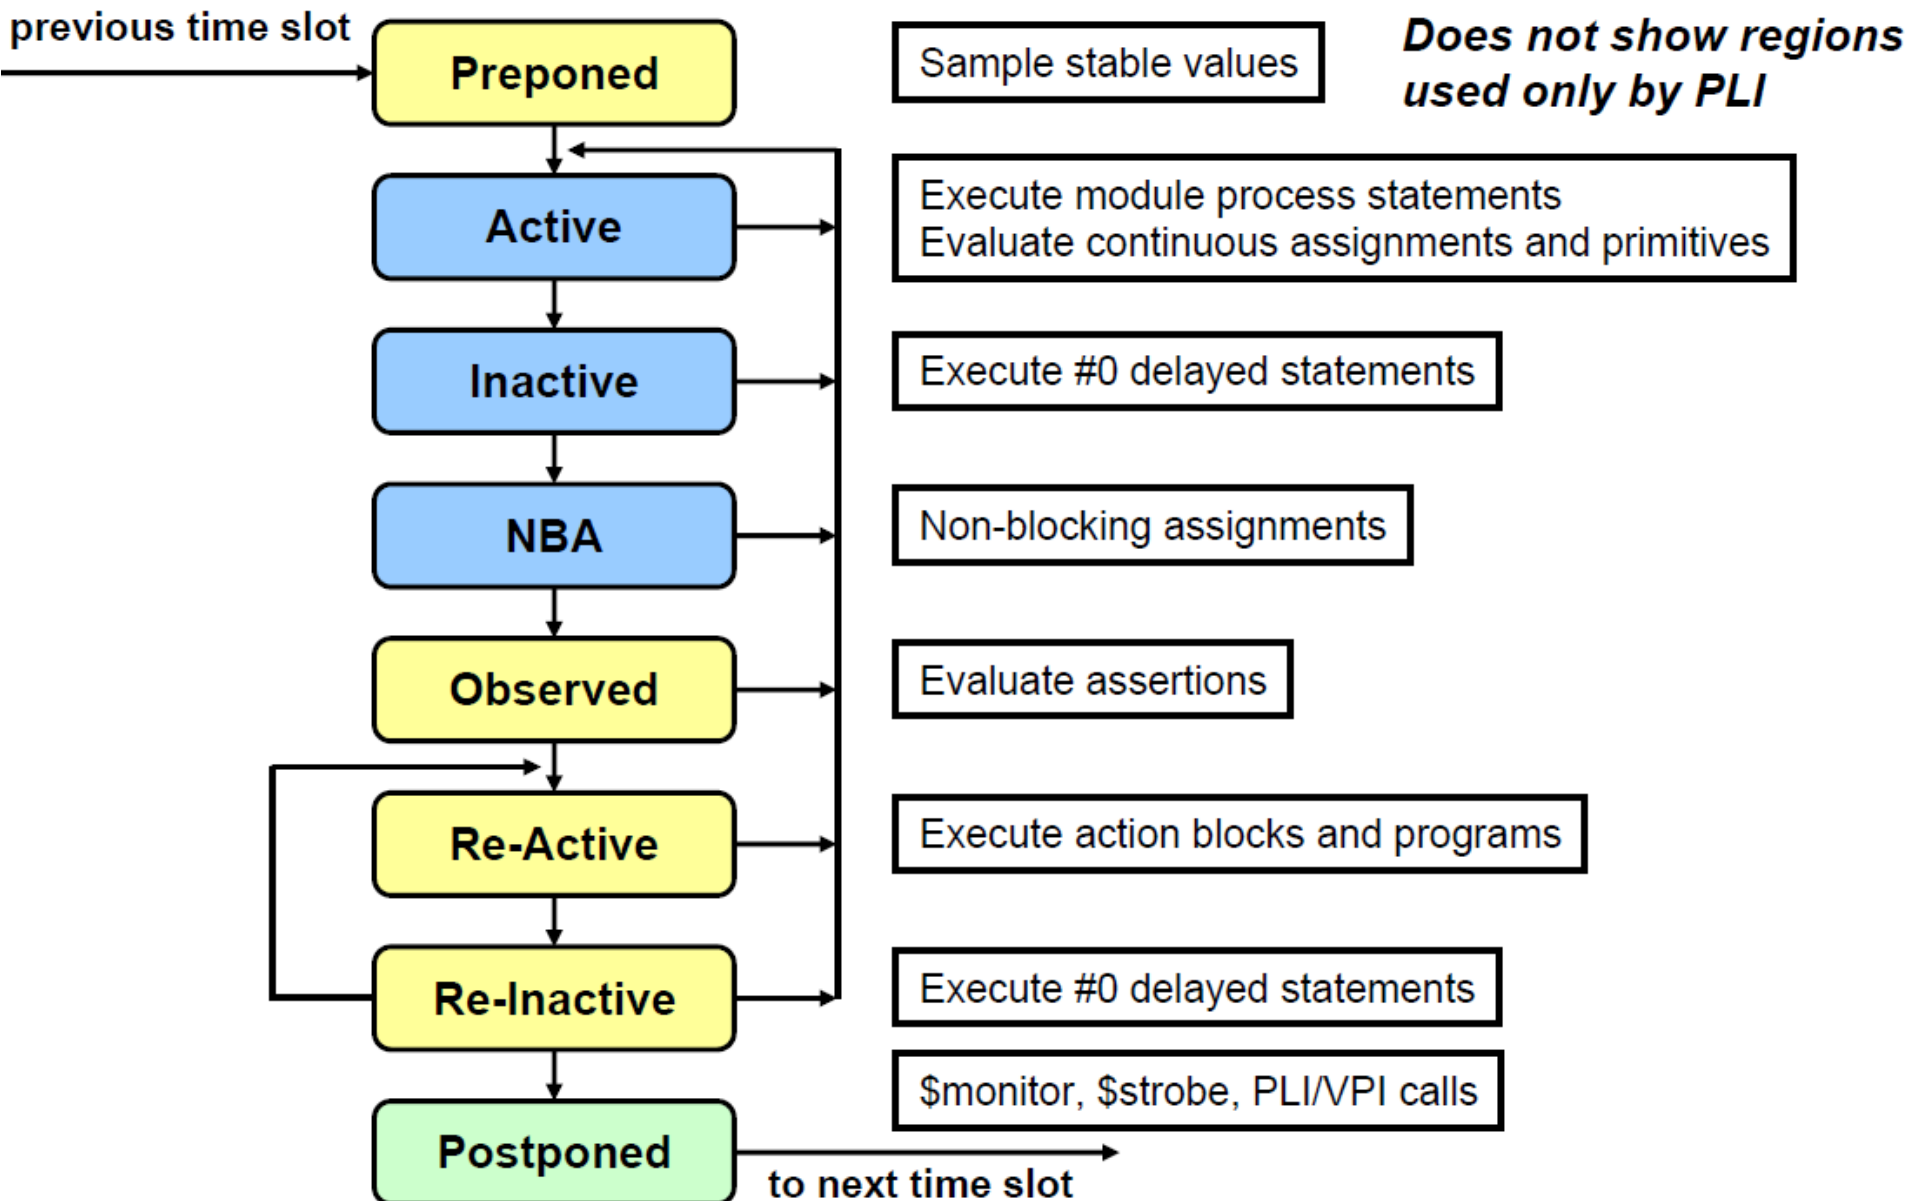 previous time slot
Preponed
Sample stable values
Does not show regions
used only by PLI
Active
Execute module process statements
Evaluate continuous assignments and primitives
Inactive
Execute #0 delayed statements
NBA
Non-blocking assignments
Observed
Evaluate assertions
Re-Active
Execute action blocks and programs
Re-Inactive
Execute #0 delayed statements
$monitor, $strobe, PLI/VPI calls
Postponed
to next time slot